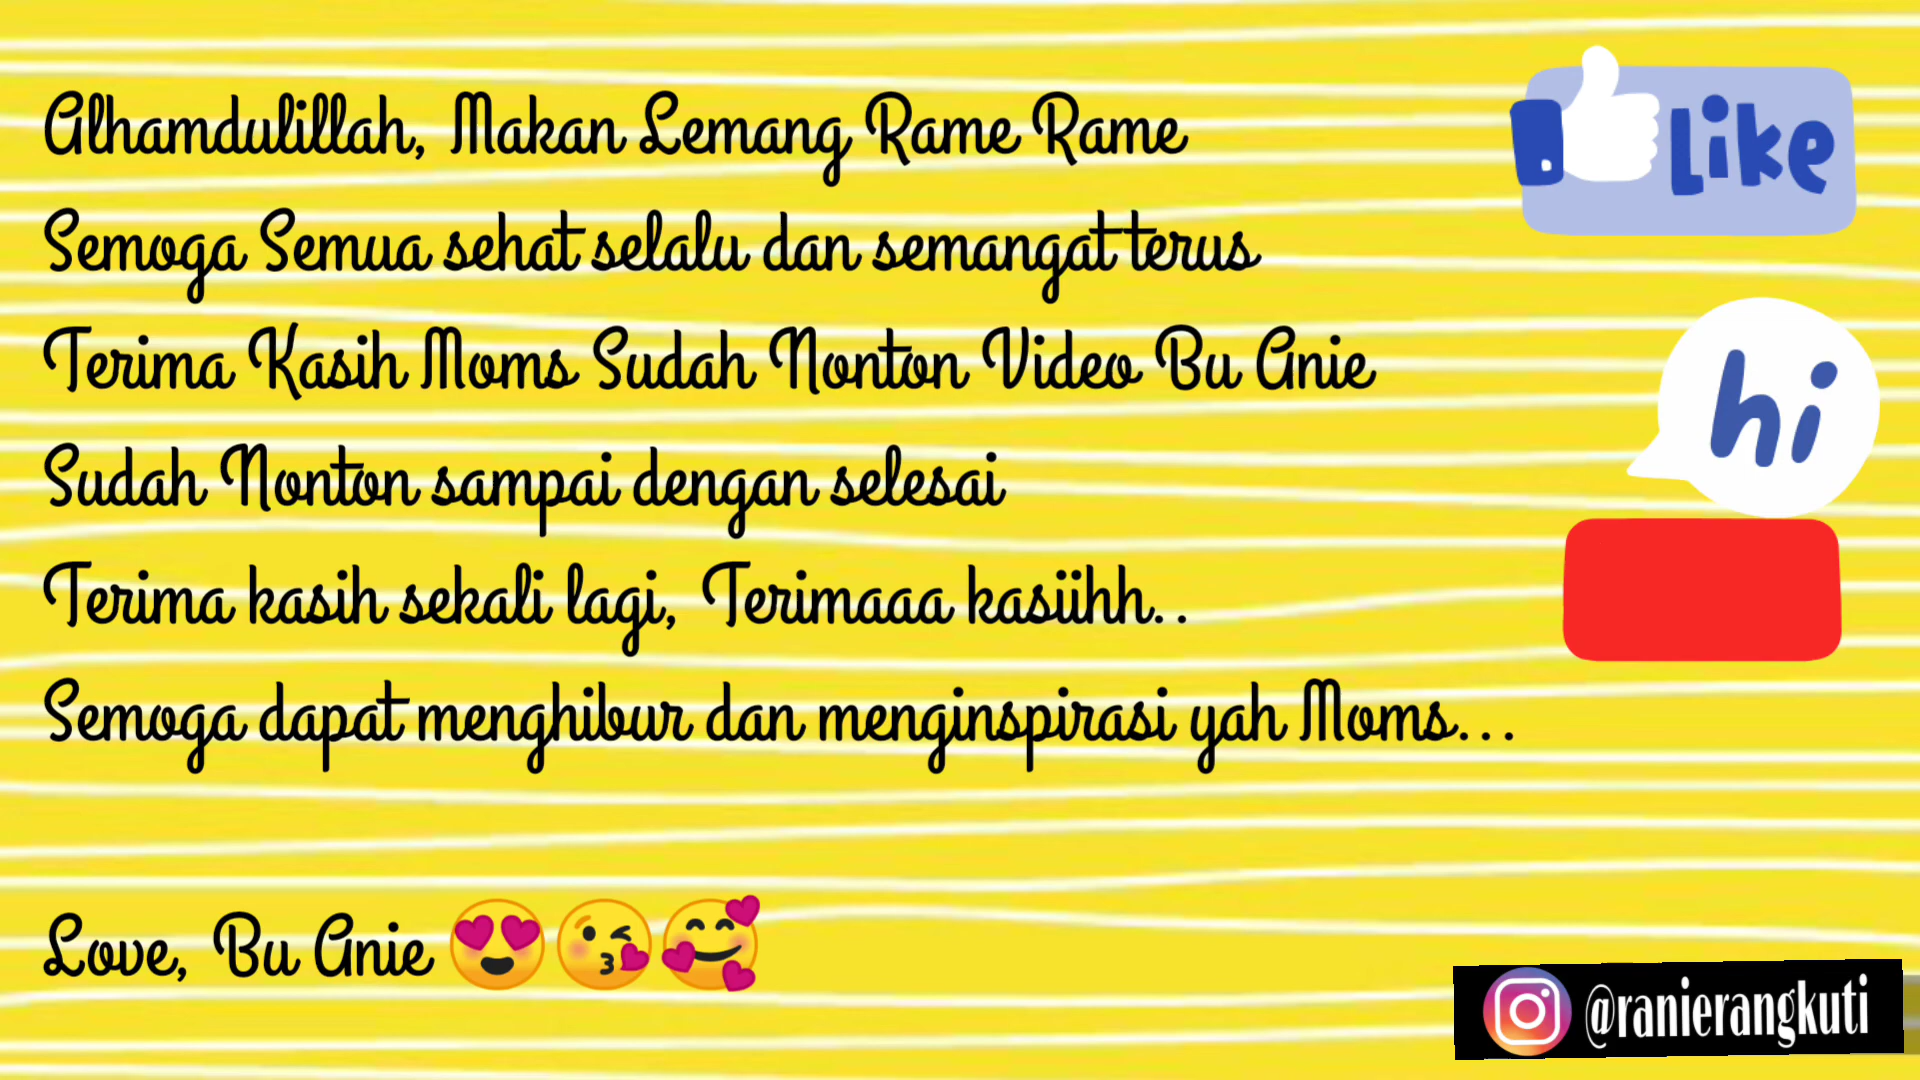 Alhamdulillah, Makan Lemang Rame Rame
Semoga Semua sehat selalu dan semangat terus
Terima Kasih Moms Sudah Nonton Video Bu Anie
Sudah Nonton sampai dengan selesai
Terima kasih sekali lagi, Terimaaa kasiihh..
Semoga dapat menghibur dan menginspirasi yah Moms...
Love, Bu Anie 😍😘🥰
Like
hi
@ranierangkuti